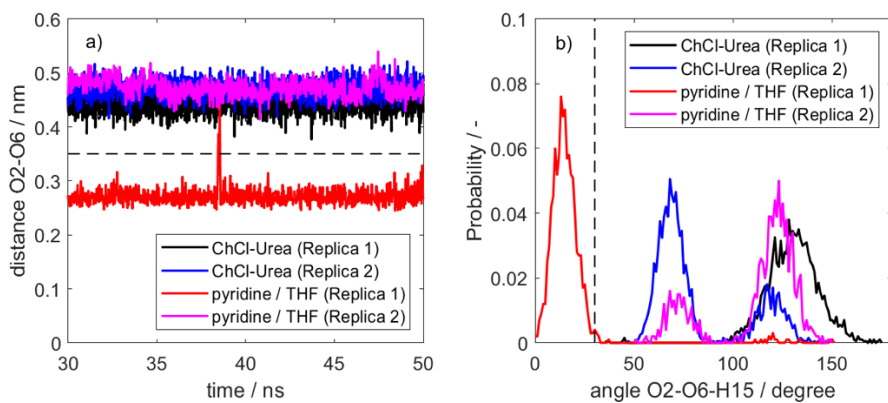 a)
0.6
0.5
0.4
0.3
0.2
0.1
0
distance O2-O6 / nm
ChCl-Urea (Replica 1)
ChCl-Urea (Replica 2)
pyridine / THF (Replica 1)
pyridine / THF (Replica 2)
30 35 40 45 50
time / ns
b)
0.1
0.08
0.06
0.04
0.02
0
Probability / -
ChCl-Urea (Replica 1)
ChCl-Urea (Replica 2)
pyridine / THF (Replica 1)
pyridine / THF (Replica 2)
0 50 100 150
angle O2-O6-H15 / degree